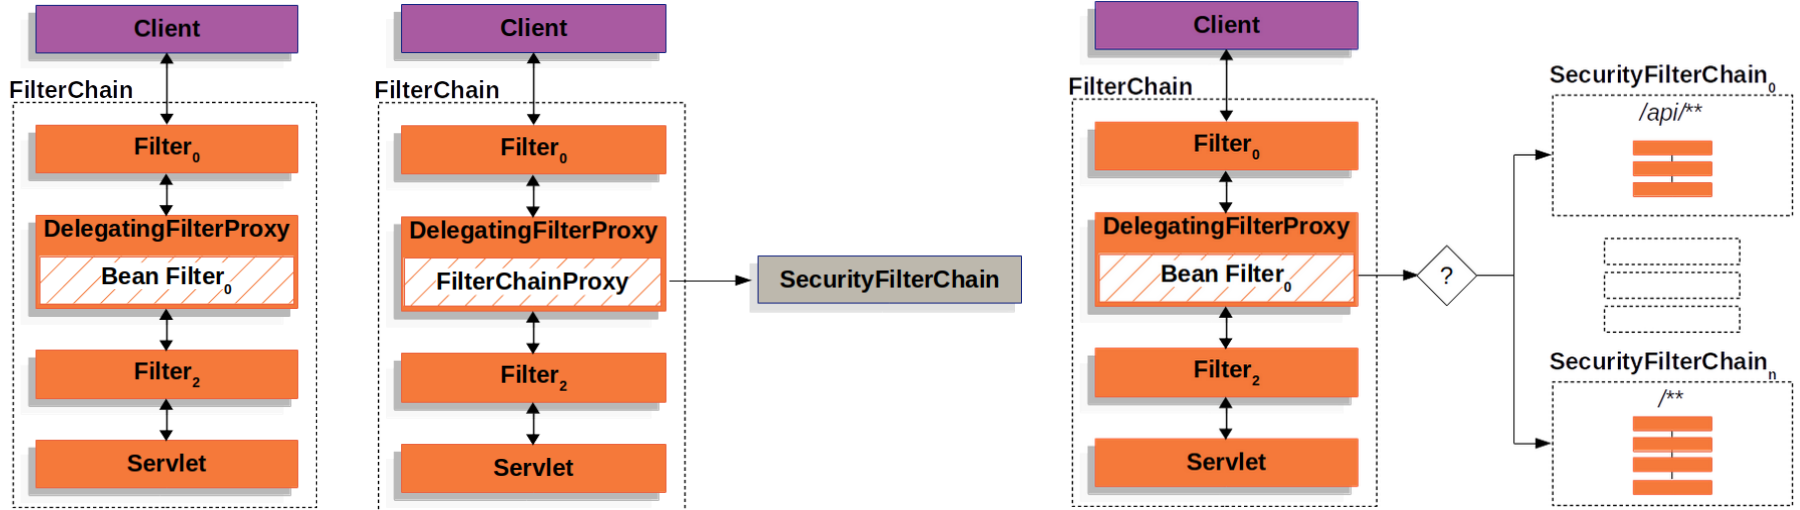 Client
FilterChain
Filter0
DelegatingFilterProxy
Bean Filter0
Filter2
Servlet
Client
FilterChain
Filter0
DelegatingFilterProxy
FilterChainProxy
Filter2
Servlet
SecurityFilterChain
Client
FilterChain
Filter0
DelegatingFilterProxy
Bean Filter0
Filter2
Servlet
?
SecurityFilterChain0
/api/**
SecurityFilterChainn
/**